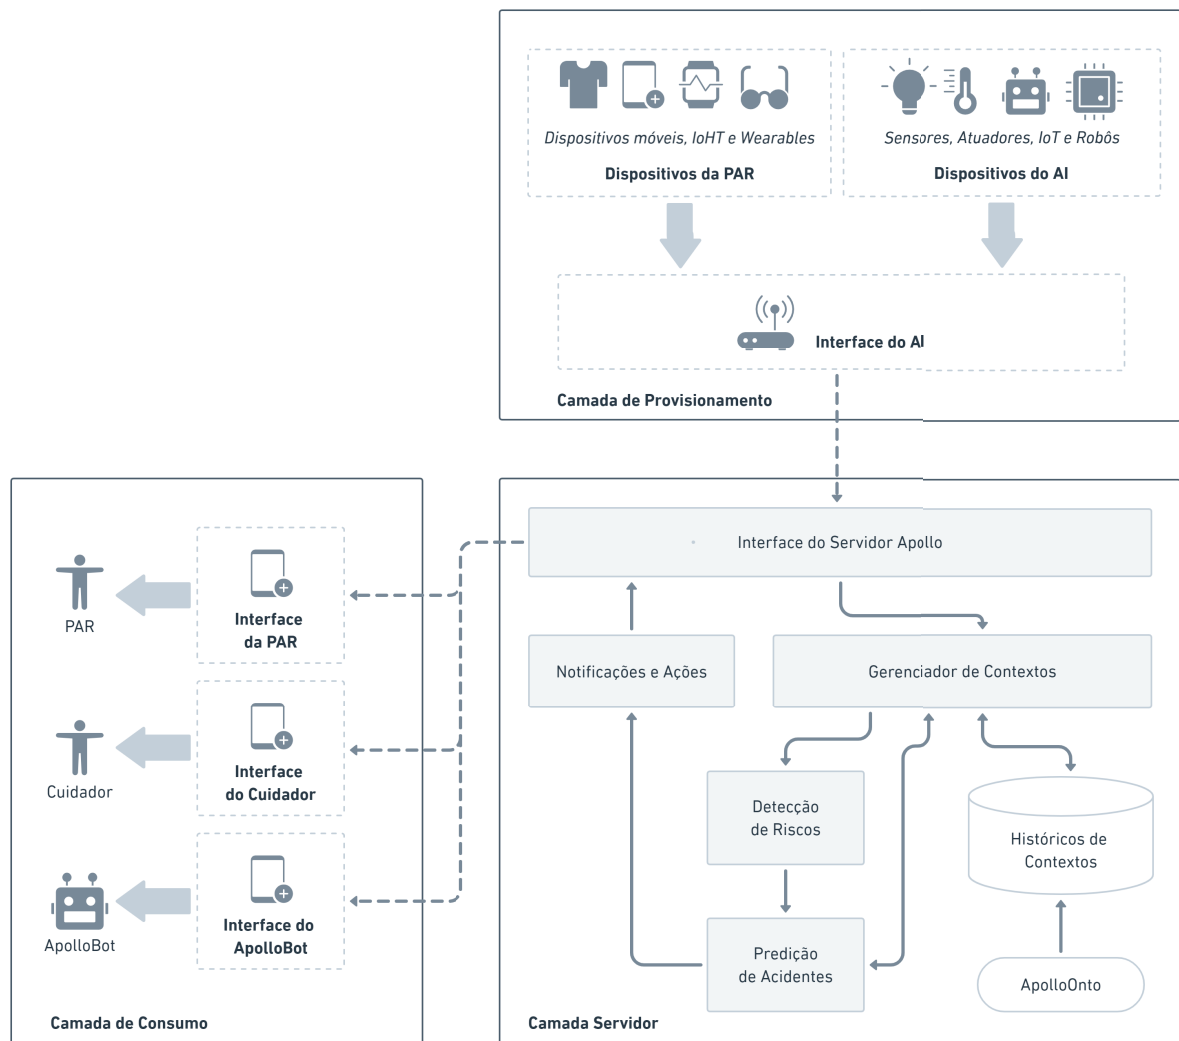 Dispositivos móveis, IoHT e Wearables
Dispositivos da PAR
Sensores, Atuadores, IoT e Robôs
Dispositivos do AI
Interface do AI
Camada de Provisionamento
PAR
Interface
da PAR
Cuidador
Interface
do Cuidador
ApolloBot
Interface do
ApolloBot
Camada de Consumo
Interface do Servidor Apollo
Notificações e Ações
Gerenciador de Contextos
Detecção
de Riscos
Históricos de
Contextos
Predição
de Acidentes
ApolloOnto
Camada Servidor